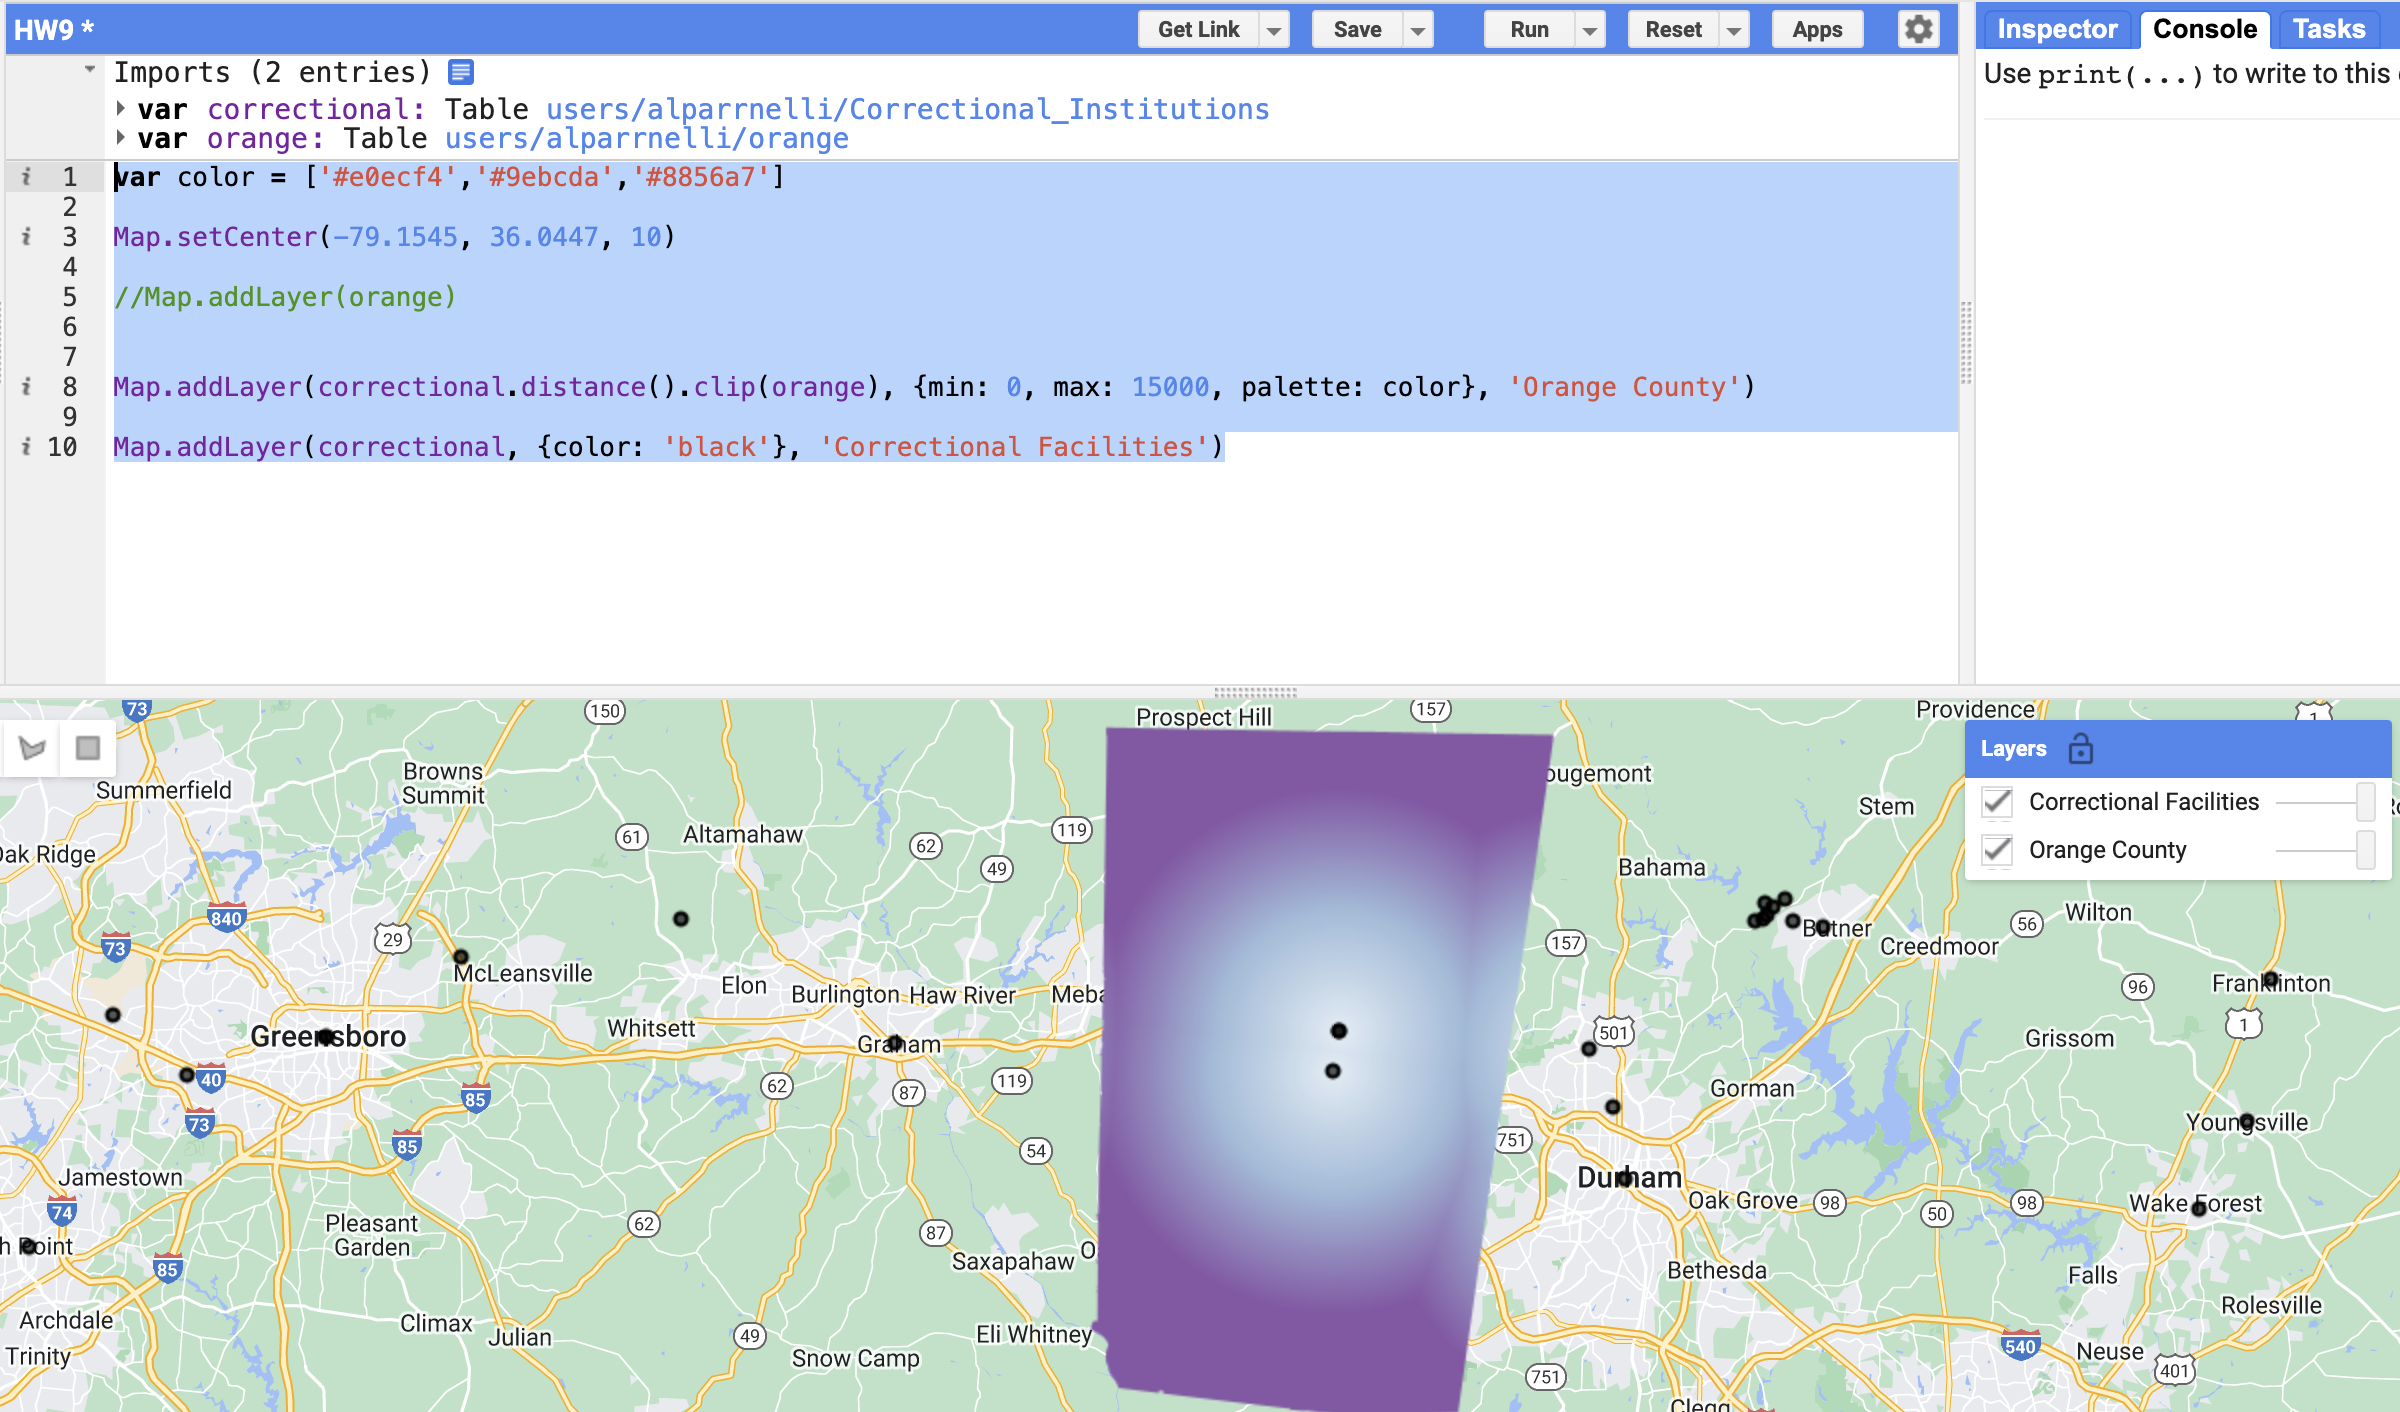 HW9 *
Get Link
Save
Run
Reset
Apps
Inspector
Console
Tasks
Imports (2 entries)
var correctional: Table users/alparrnelli/Correctional_Institutions
var orange: Table users/alparrnelli/orange
i 1 var color = ['#e0ecf4','#9ebcda','#8856a7']
2
i 3 Map.setCenter(-79.1545, 36.0447, 10)
4
5 //Map.addLayer(orange)
6
7
i 8 Map.addLayer(correctional.distance().clip(orange), {min: 0, max: 15000, palette: color}, 'Orange County')
9
i 10 Map.addLayer(correctional, {color: 'black'}, 'Correctional Facilities')
Use print(...) to write to this
73
150
Prospect Hill
157
Providence
1
Layers
Correctional Facilities
Orange County
Browns
Summit
Summerfield
ougemont
Stem
61
Altamahaw
62
119
49
Oak Ridge
Bahama
840
29
73
157
Butner
Creedmoor
56
Wilton
McLeansville
Elon
Burlington
Haw River
Meba
96
Franklinton
Whitsett
Greensboro
Graham
501
1
Grissom
40
62
87
119
Gorman
85
73
85
54
751
Youngsville
Jamestown
Durham
Oak Grove
98
50
98
Wake Forest
74
Pleasant
Garden
62
87
h Point
85
Saxapahaw
O
Bethesda
Falls
Archdale
Climax
Julian
49
Eli Whitney
Rolesville
Trinity
Snow Camp
751
540
Neuse
401
Clegg